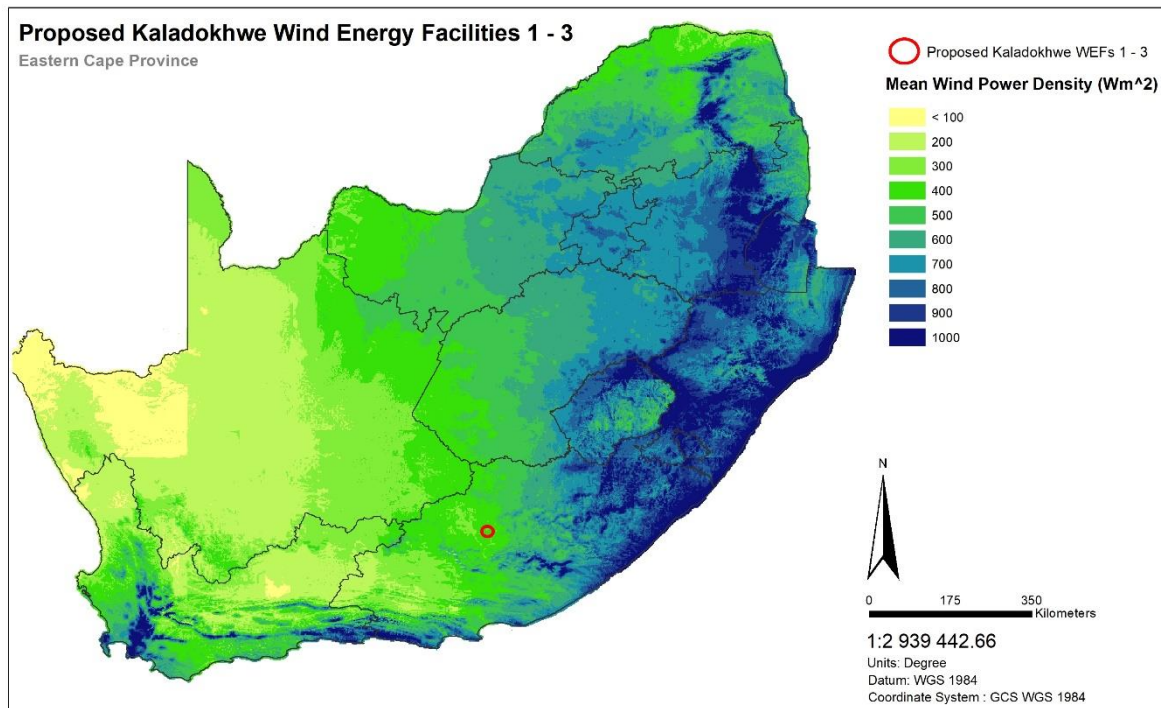 Proposed Kaladokhwe Wind Energy Facilities 1 - 3
Eastern Cape Province
Proposed Kaladokhwe WEFs 1 - 3
Mean Wind Power Density (Wm^2)
< 100
200
300
400
500
600
700
800
900
1000
N
0 175 350
Kilometers
1:2 939 442.66
Units: Degree
Datum: WGS 1984
Coordinate System : GCS WGS 1984